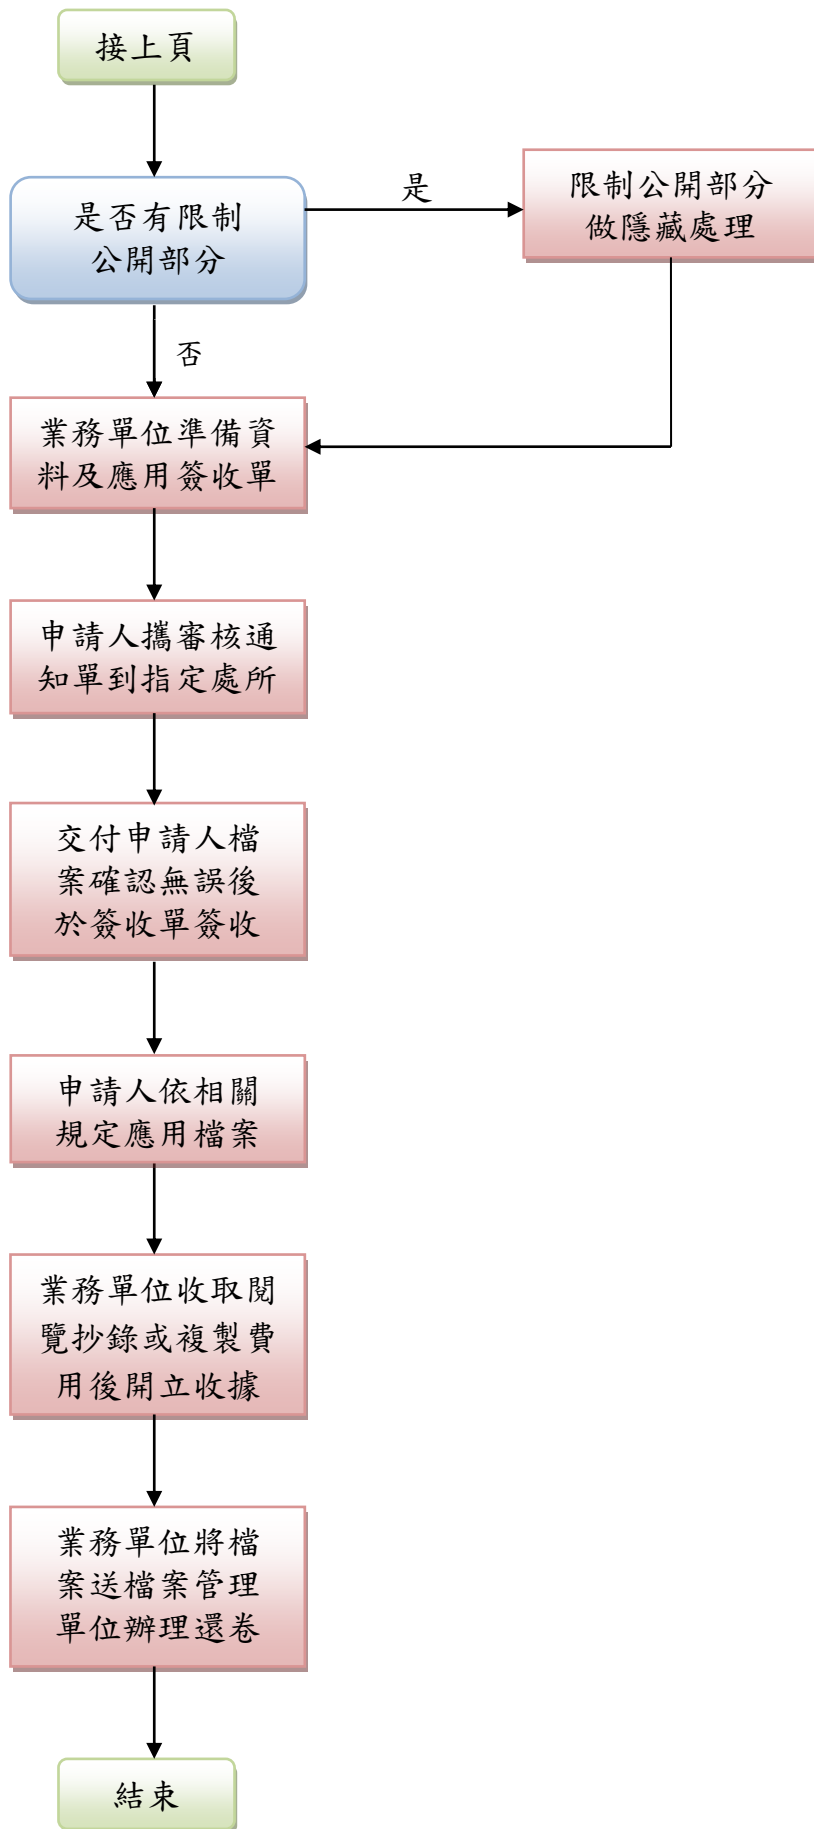 接上頁
是否有限制
公開部分
是
限制公開部分
做隱藏處理
否
業務單位準備資
料及應用簽收單
申請人攜審核通
知單到指定處所
交付申請人檔
案確認無誤後
於簽收單簽收
申請人依相關
規定應用檔案
業務單位收取閱
覽抄錄或複製費
用後開立收據
業務單位將檔
案送檔案管理
單位辦理還卷
結束